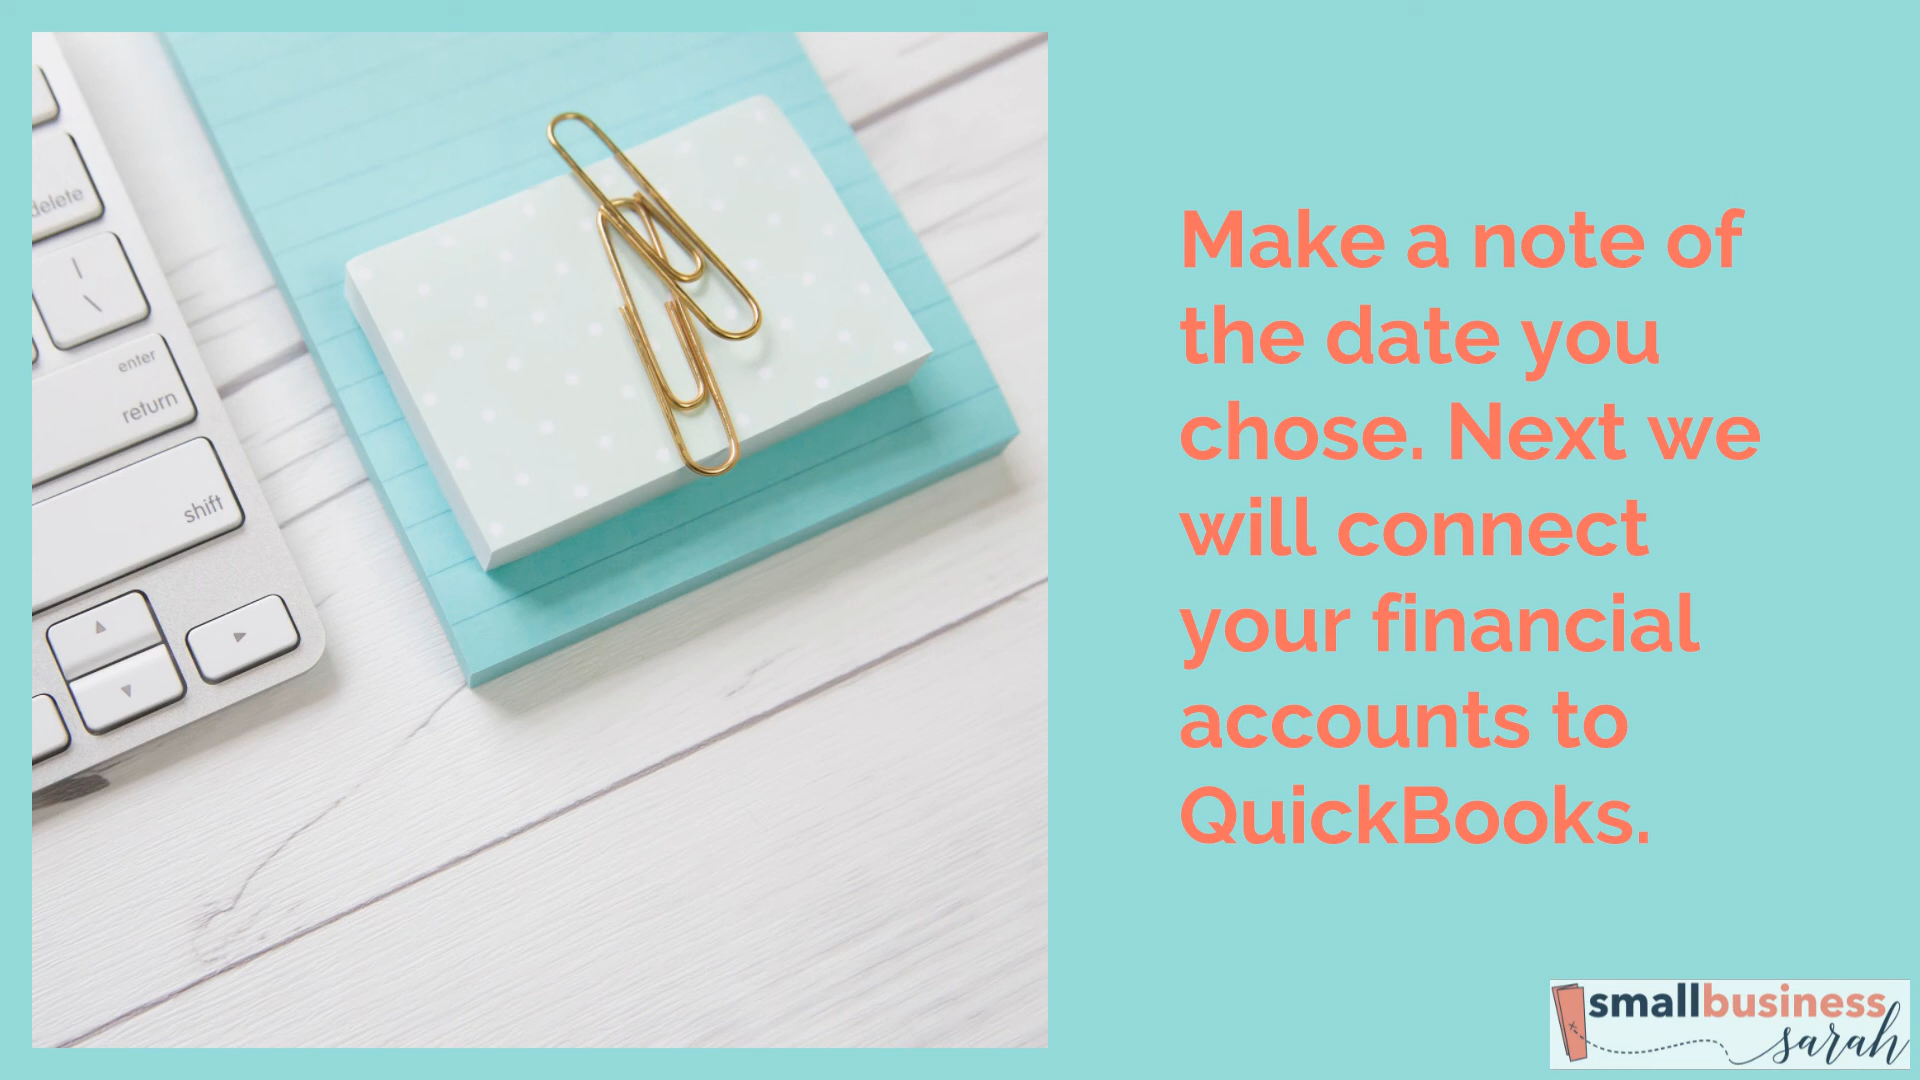 delete
enter
return
shift
Make a note of
the date you
chose. Next we
will connect
your financial
accounts to
QuickBooks.
smallbusiness
sarah